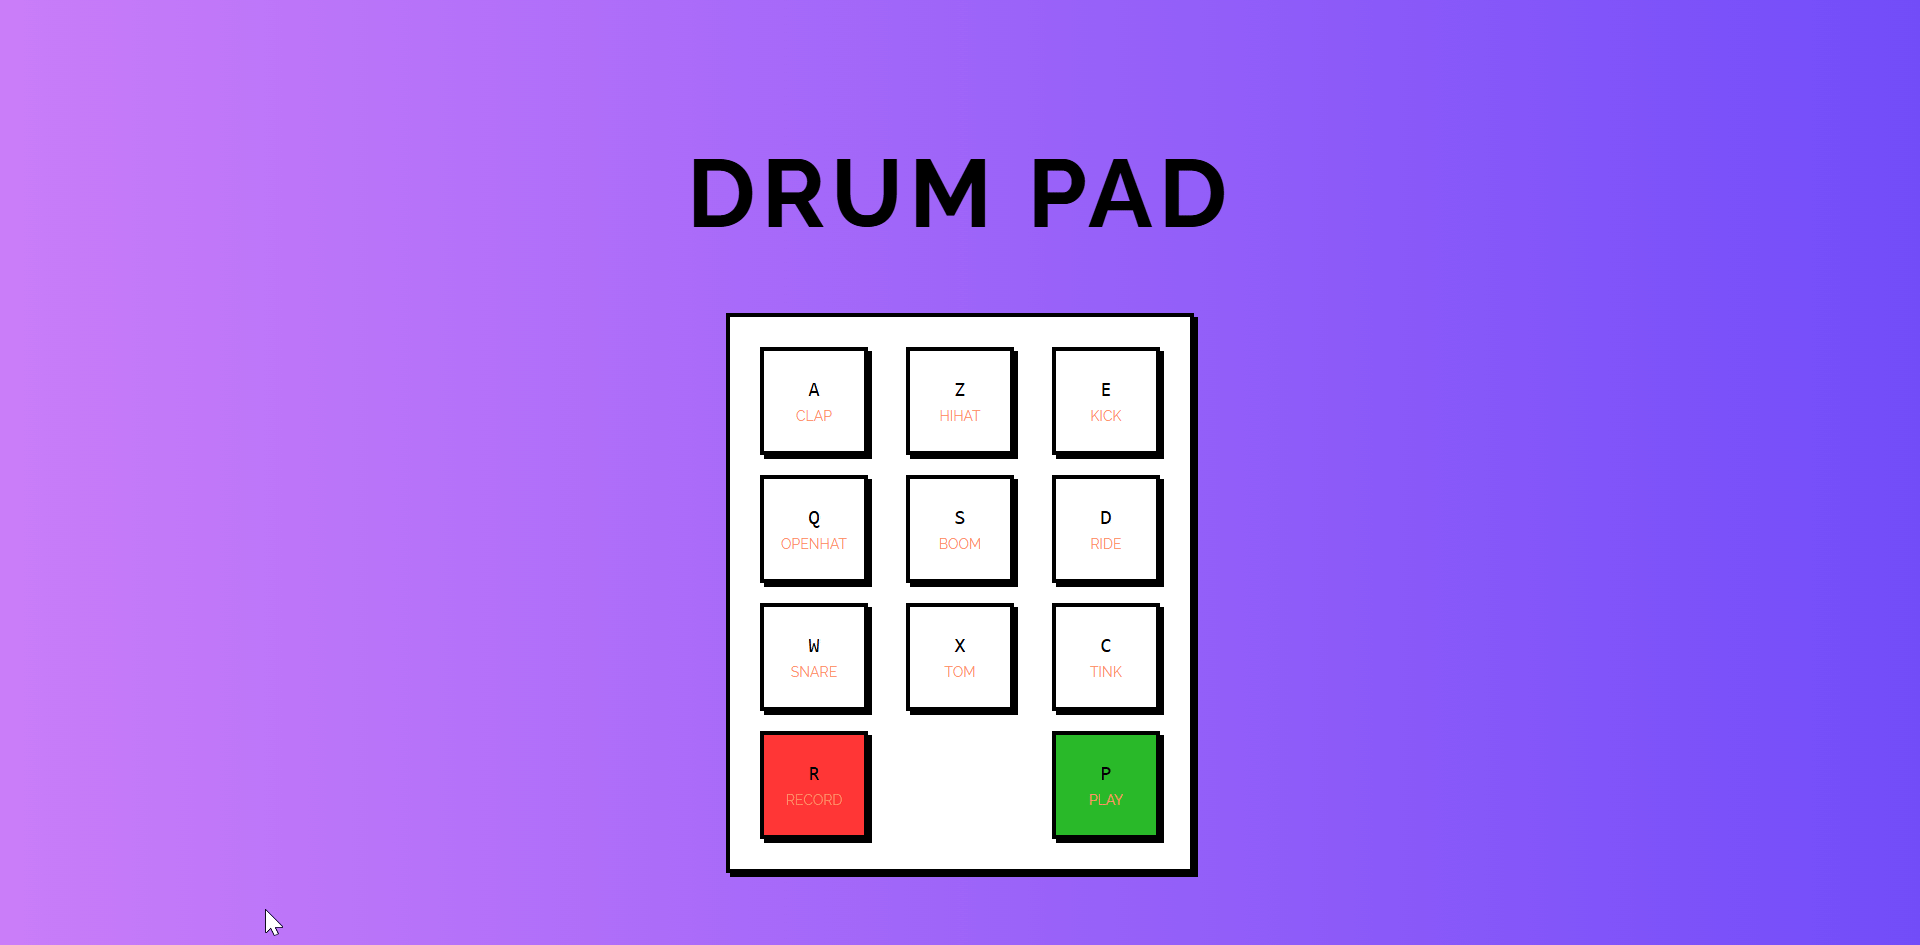 DRUM PAD
A
CLAP
Z
HIHAT
E
KICK
Q
OPENHAT
S
BOOM
D
RIDE
W
SNARE
X
TOM
C
TINK
R
RECORD
P
PLAY